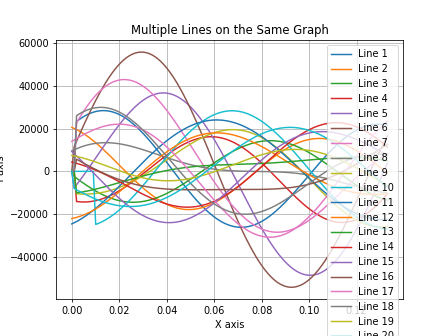 Multiple Lines on the Same Graph
60000
40000
20000
0
−20000
−40000
0.00
0.02
0.04
0.06
0.08
0.10
X axis
axis
Line 1
Line 2
Line 3
Line 4
Line 5
Line 6
Line 7
Line 8
Line 9
Line 10
Line 11
Line 12
Line 13
Line 14
Line 15
Line 16
Line 17
Line 18
Line 19
Line 20